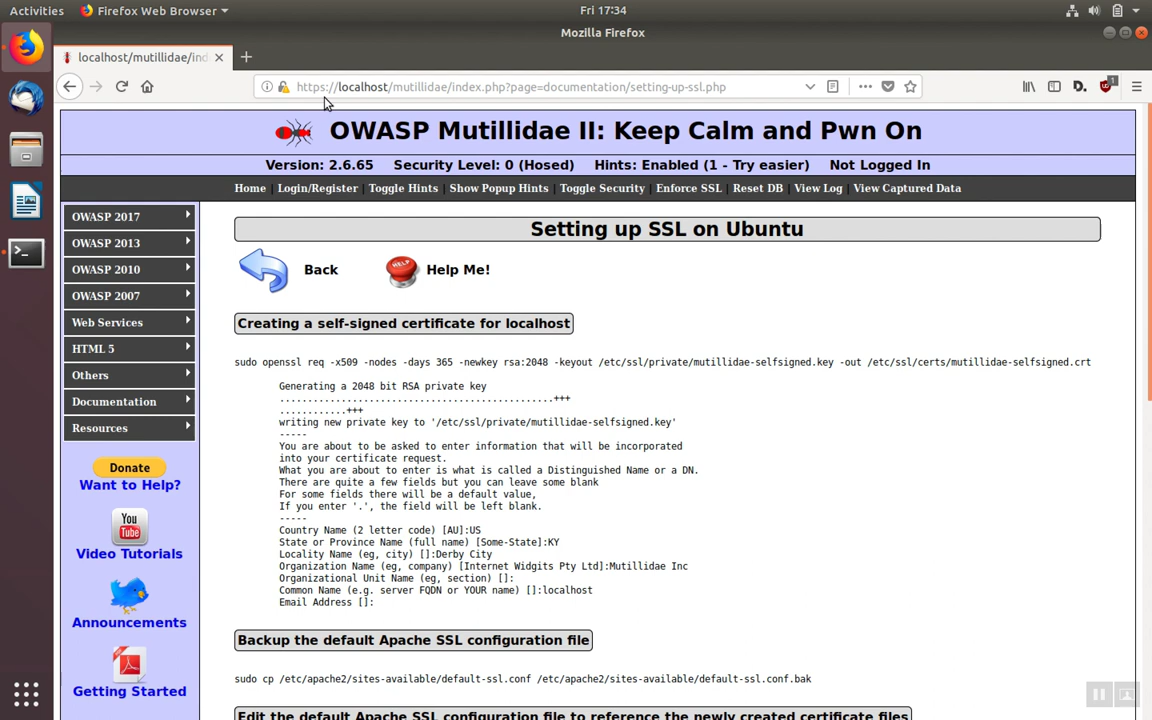 Activities Firefox Web Browser Fri 17:34
Mozilla Firefox
localhost/mutillidae/ind
https://localhost/mutillidae/index.php?page=documentation/setting-up-ssl.php
D. 1
OWASP Mutillidae II: Keep Calm and Pwn On
Version: 2.6.65 Security Level: 0 (Hosed) Hints: Enabled (1 - Try easier) Not Logged In
Home | Login/Register | Toggle Hints | Show Popup Hints | Toggle Security | Enforce SSL | Reset DB | View Log | View Captured Data
OWASP 2017
OWASP 2013
OWASP 2010
OWASP 2007
Web Services
HTML 5
Others
Documentation
Resources
Donate
Want to Help?
You
Tube
Video Tutorials
Announcements
Getting Started
Setting up SSL on Ubuntu
Back HELP Help Me!
Creating a self-signed certificate for localhost
sudo openssl req -x509 -nodes -days 365 -newkey rsa:2048 -keyout /etc/ssl/private/mutillidae-selfsigned.key -out /etc/ssl/certs/mutillidae-selfsigned.crt
Generating a 2048 bit RSA private key
...................................................+++
............+++
writing new private key to '/etc/ssl/private/mutillidae-selfsigned.key'
-----
You are about to be asked to enter information that will be incorporated
into your certificate request.
What you are about to enter is what is called a Distinguished Name or a DN.
There are quite a few fields but you can leave some blank
For some fields there will be a default value,
If you enter '.', the field will be left blank.
-----
Country Name (2 letter code) [AU]:US
State or Province Name (full name) [Some-State]:KY
Locality Name (eg, city) []:Derby City
Organization Name (eg, company) [Internet Widgits Pty Ltd]:Mutillidae Inc
Organizational Unit Name (eg, section) []:
Common Name (e.g. server FQDN or YOUR name) []:localhost
Email Address []:
Backup the default Apache SSL configuration file
sudo cp /etc/apache2/sites-available/default-ssl.conf /etc/apache2/sites-available/default-ssl.conf.bak
Edit the default Apache SSL configuration file to reference the newly created certificate files